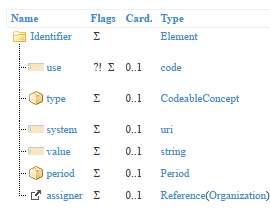 Name Flags Card. Type
Identifier Σ Element
use ?! Σ 0..1 code
type Σ 0..1 CodeableConcept
system Σ 0..1 uri
value Σ 0..1 string
period Σ 0..1 Period
assigner Σ 0..1 Reference(Organization)